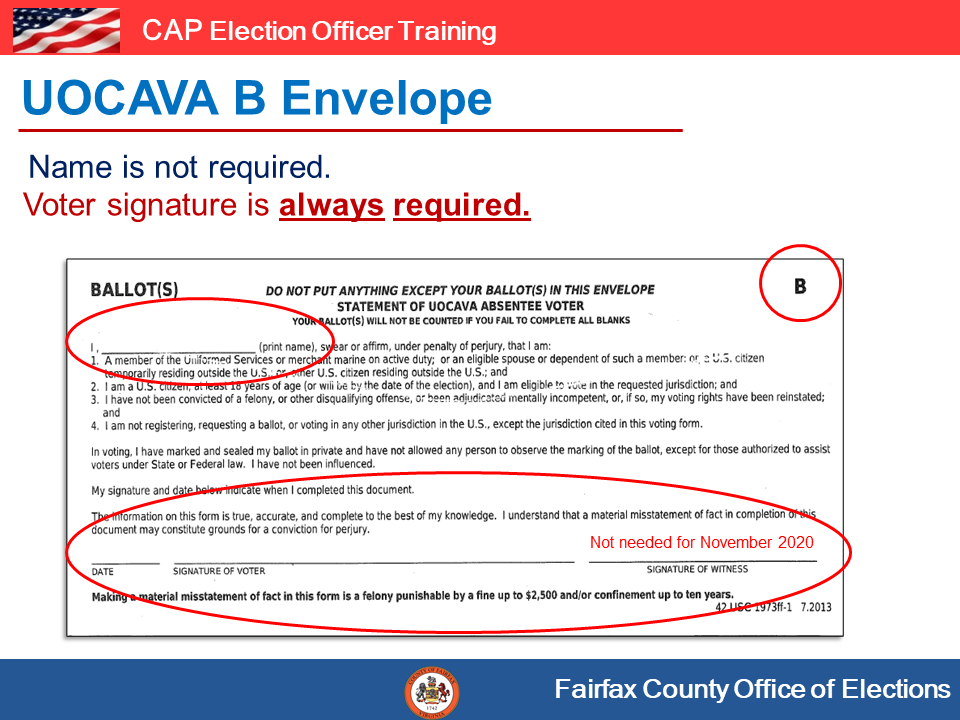 CAP Election Officer Training
UOCAVA B Envelope
Name is not required.
Voter signature is always required.
BALLOT(S)
DO NOT PUT ANYTHING EXCEPT YOUR BALLOT(S) IN THIS ENVELOPE
B
STATEMENT OF UOCAVA ABSENTEE VOTER
YOUR BALLOT(S) WILL NOT BE COUNTED IF YOU FAIL TO COMPLETE ALL BLANKS
I , (print name), swear or affirm, under penalty of perjury, that I am:
1. A member of the Uniformed Services or merchant marine on active duty; or an eligible spouse or dependent of such a member: or, a U.S. citizen
temporarily residing outside the U.S.; or, other U.S. citizen residing outside the U.S.; and
2. I am a U.S. citizen, at least 18 years of age (or will be by the date of the election), and I am eligible to vote in the requested jurisdiction; and
3. I have not been convicted of a felony, or other disqualifying offense, or been adjudicated mentally incompetent, or, if so, my voting rights have been reinstated;
and
4. I am not registering, requesting a ballot, or voting in any other jurisdiction in the U.S., except the jurisdiction cited in this voting form.
In voting, I have marked and sealed my ballot in private and have not allowed any person to observe the marking of the ballot, except for those authorized to assist
voters under State or Federal law. I have not been influenced.
My signature and date below indicate when I completed this document.
The information on this form is true, accurate, and complete to the best of my knowledge. I understand that a material misstatement of fact in completion of this
document may constitute grounds for a conviction for perjury.
Not needed for November 2020
DATE SIGNATURE OF VOTER SIGNATURE OF WITNESS
Making a material misstatement of fact in this form is a felony punishable by a fine up to $2,500 and/or confinement up to ten years.
42 USC 1973ff-1 7.2013
COUNTY OF FAIRFAX
1742
VIRGINIA
Fairfax County Office of Elections